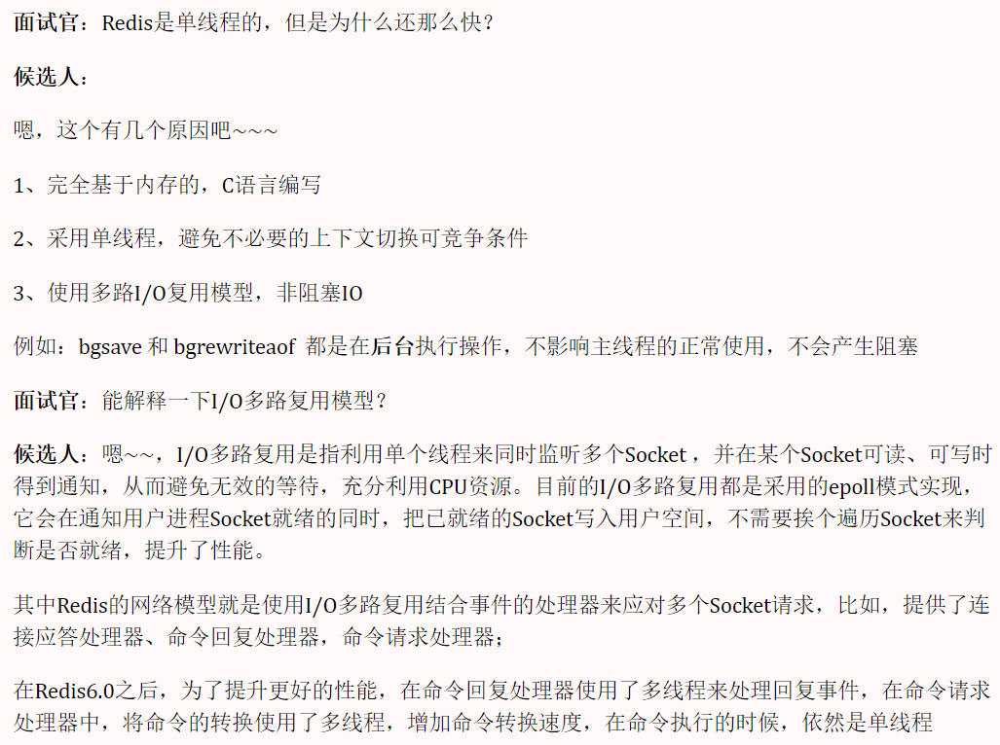 面试官：Redis是单线程的，但是为什么还那么快？
候选人：
嗯，这个有几个原因吧~~~
1、完全基于内存的，C语言编写
2、采用单线程，避免不必要的上下文切换可竞争条件
3、使用多路I/O复用模型，非阻塞IO
例如：bgsave 和 bgrewriteaof 都是在后台执行操作，不影响主线程的正常使用，不会产生阻塞
面试官：能解释一下I/O多路复用模型？
候选人：嗯~~，I/O多路复用是指利用单个线程来同时监听多个Socket ，并在某个Socket可读、可写时
得到通知，从而避免无效的等待，充分利用CPU资源。目前的I/O多路复用都是采用的epoll模式实现，
它会在通知用户进程Socket就绪的同时，把已就绪的Socket写入用户空间，不需要挨个遍历Socket来判
断是否就绪，提升了性能。
其中Redis的网络模型就是使用I/O多路复用结合事件的处理器来应对多个Socket请求，比如，提供了连
接应答处理器、命令回复处理器，命令请求处理器；
在Redis6.0之后，为了提升更好的性能，在命令回复处理器使用了多线程来处理回复事件，在命令请求
处理器中，将命令的转换使用了多线程，增加命令转换速度，在命令执行的时候，依然是单线程